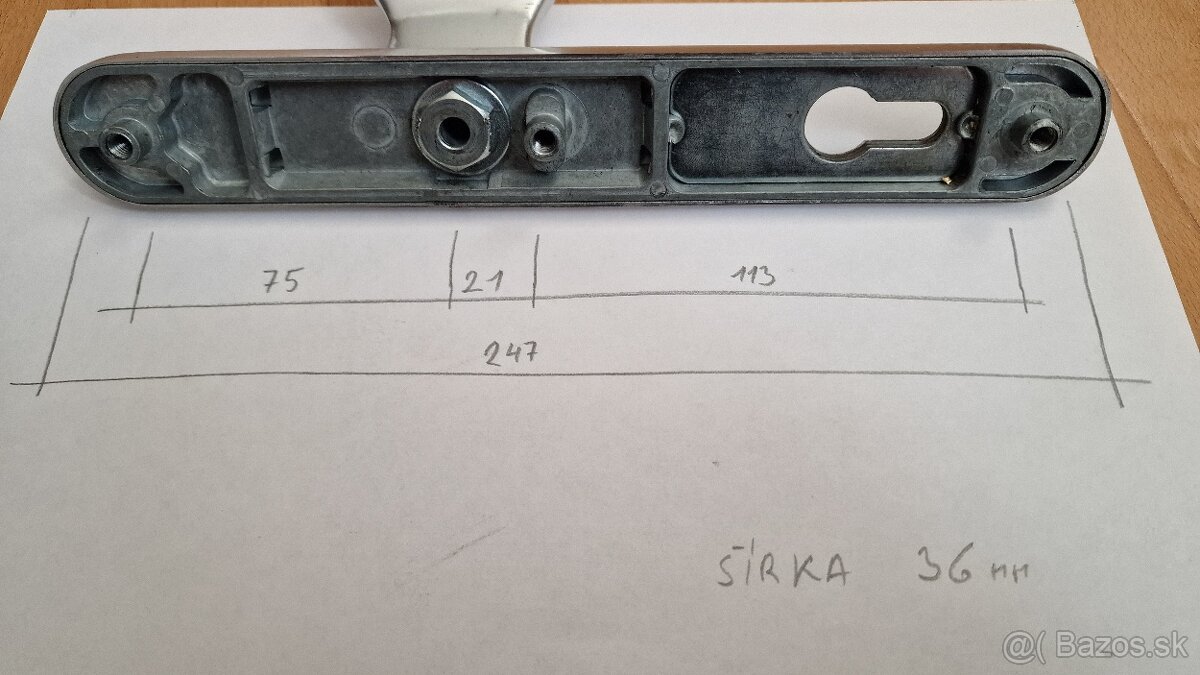 75 21 113
247
ŠÍRKA 36 mm
@( Bazos.sk